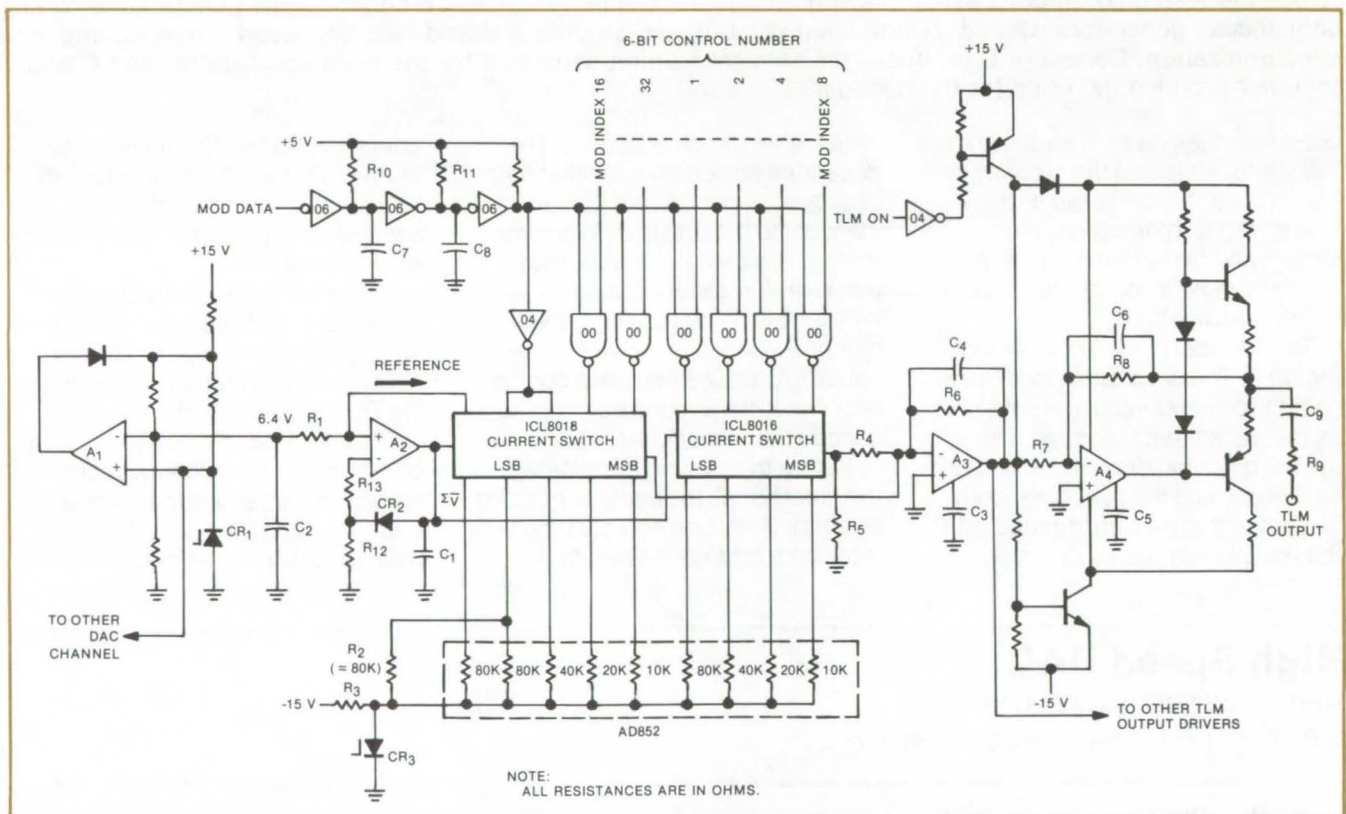 6-BIT CONTROL NUMBER
MOD INDEX 16
32
1
2
4
MOD INDEX 8
+15 V
+5 V
R10
R11
MOD DATA
06
06
06
C7
C8
TLM ON
04
+15 V
04
00
00
00
00
00
00
REFERENCE
6.4 V
R1
A1
A2
ICL8018
CURRENT SWITCH
LSB
MSB
ICL8016
CURRENT SWITCH
LSB
MSB
R4
C4
R6
A3
R7
C6
R8
A4
C9
R9
TLM
OUTPUT
R13
CR2
ΣV
CR1
C2
R12
C1
R5
C3
C5
TO OTHER
DAC
CHANNEL
R2
(≈ 80K)
R3
-15 V
80K
80K
40K
20K
10K
80K
40K
20K
10K
AD852
CR3
-15 V
TO OTHER TLM
OUTPUT DRIVERS
NOTE:
ALL RESISTANCES ARE IN OHMS.